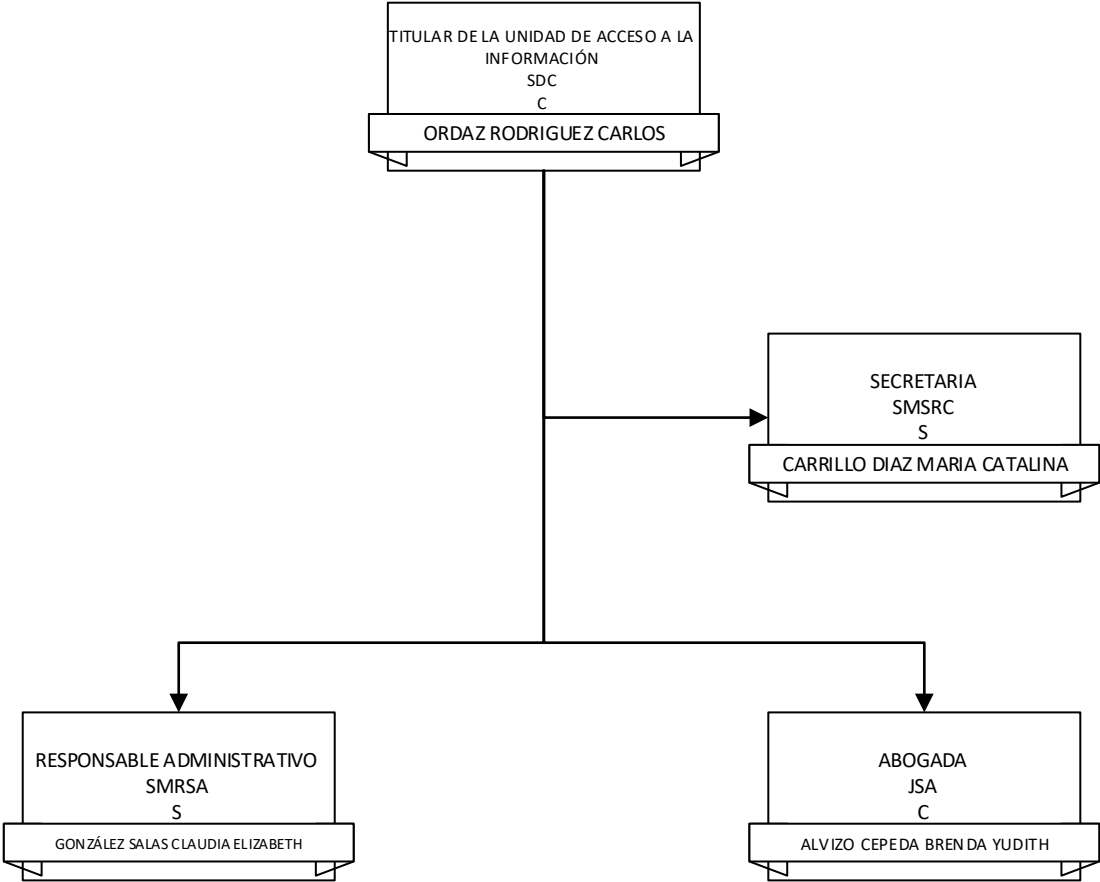 TITULAR DE LA UNIDAD DE ACCESO A LA
INFORMACIÓN
SDC
C
ORDAZ RODRIGUEZ CARLOS
SECRETARIA
SMSRC
S
CARRILLO DIAZ MARIA CATALINA
RESPONSABLE ADMINISTRATIVO
SMRSA
S
GONZÁLEZ SALAS CLAUDIA ELIZABETH
ABOGADA
JSA
C
ALVIZO CEPEDA BRENDA YUDITH